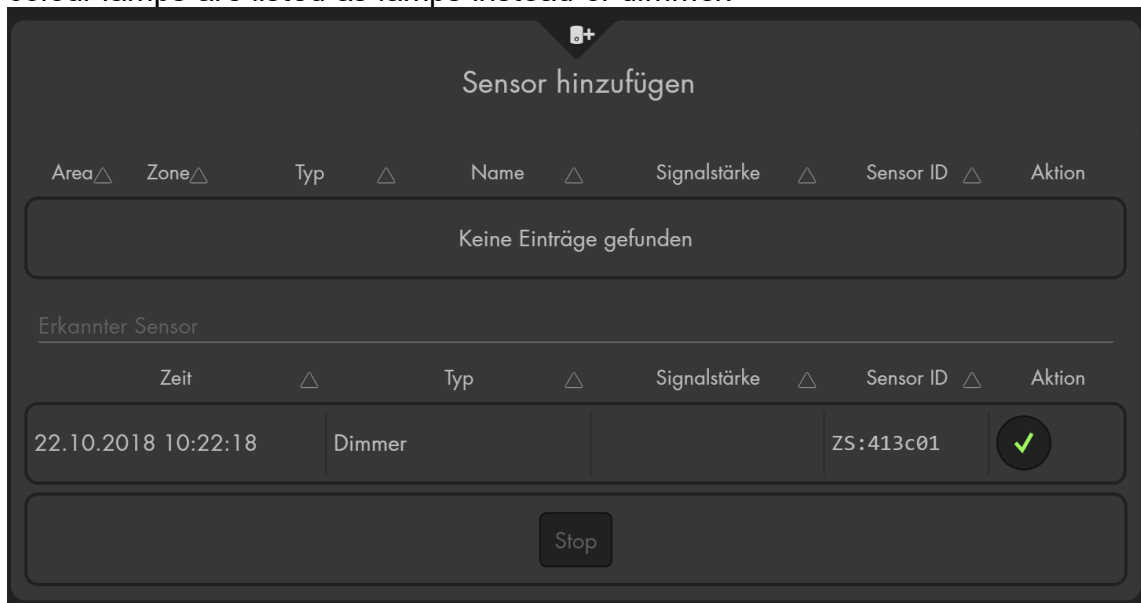 Sensor hinzufügen
Area Zone Typ Name Signalstärke Sensor ID Aktion
Keine Einträge gefunden
Erkannter Sensor
Zeit Typ Signalstärke Sensor ID Aktion
22.10.2018 10:22:18 Dimmer ZS:413c01
Stop